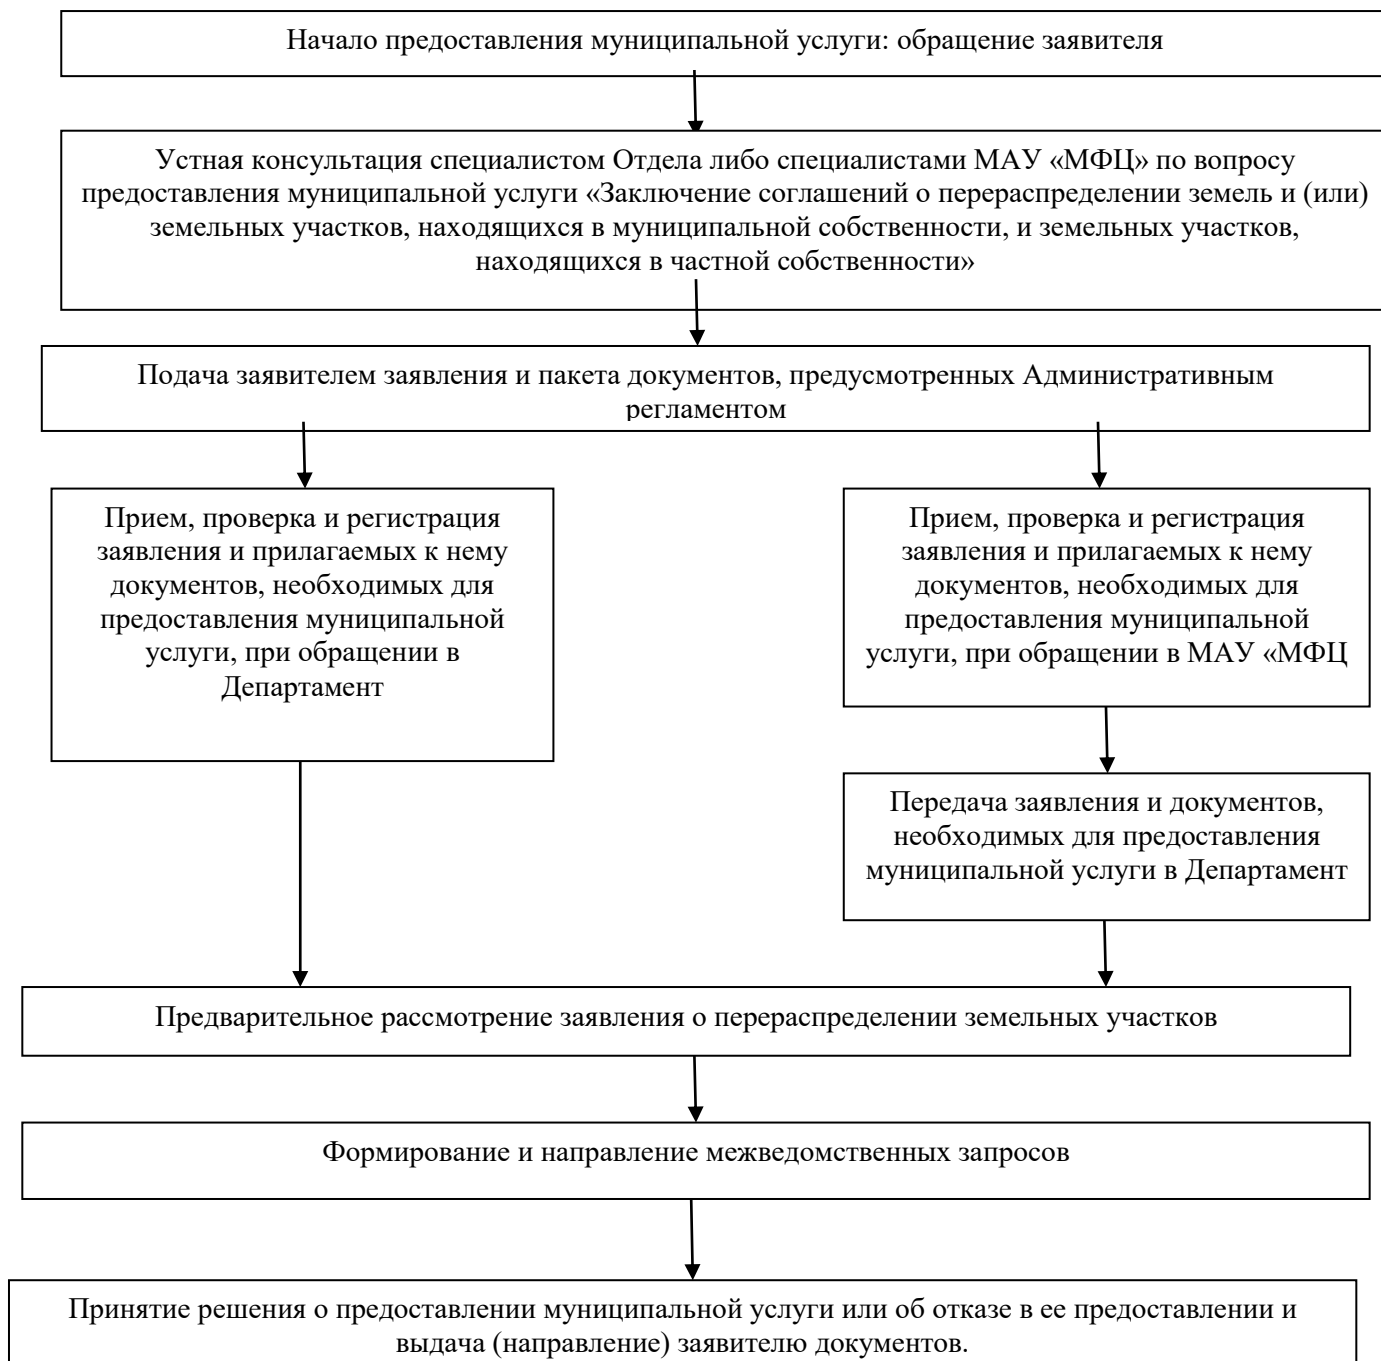 Начало предоставления муниципальной услуги: обращение заявителя
Устная консультация специалистом Отдела либо специалистами МАУ «МФЦ» по вопросу
предоставления муниципальной услуги «Заключение соглашений о перераспределении земель и (или)
земельных участков, находящихся в муниципальной собственности, и земельных участков,
находящихся в частной собственности»
Подача заявителем заявления и пакета документов, предусмотренных Административным
регламентом
Прием, проверка и регистрация
заявления и прилагаемых к нему
документов, необходимых для
предоставления муниципальной
услуги, при обращении в
Департамент
Прием, проверка и регистрация
заявления и прилагаемых к нему
документов, необходимых для
предоставления муниципальной
услуги, при обращении в МАУ «МФЦ
Передача заявления и документов,
необходимых для предоставления
муниципальной услуги в Департамент
Предварительное рассмотрение заявления о перераспределении земельных участков
Формирование и направление межведомственных запросов
Принятие решения о предоставлении муниципальной услуги или об отказе в ее предоставлении и
выдача (направление) заявителю документов.